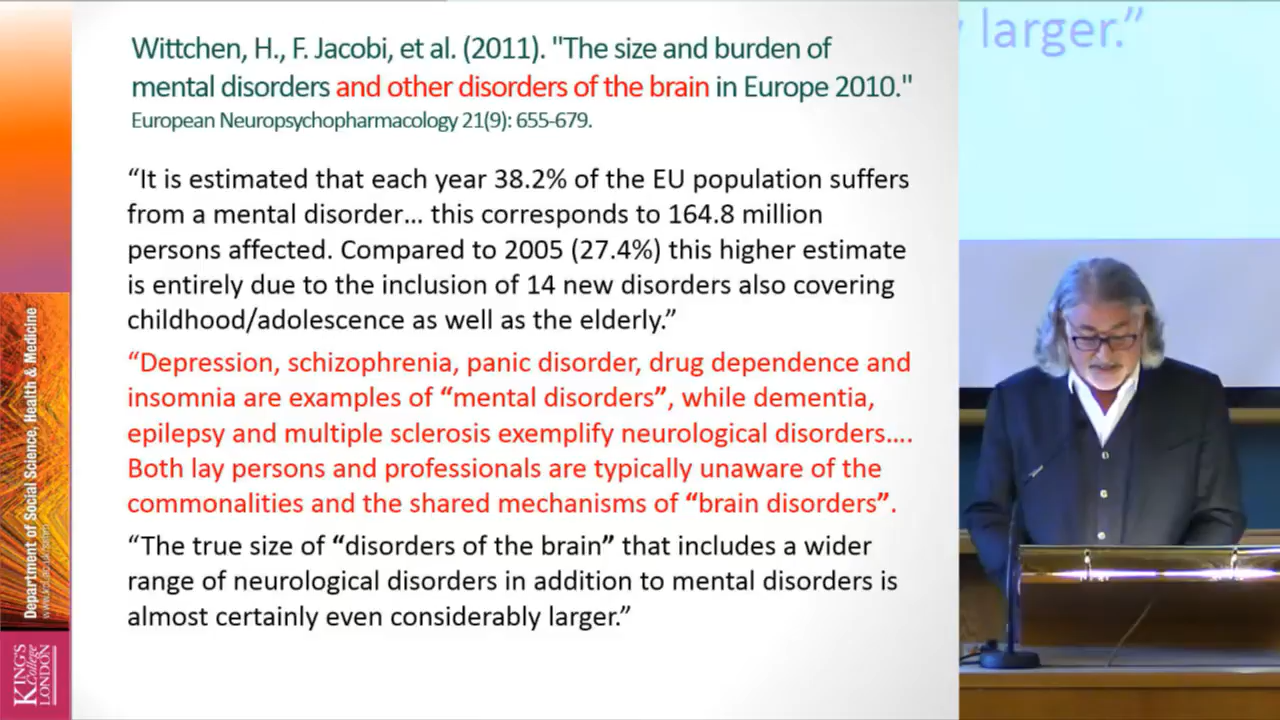 Wittchen, H., F. Jacobi, et al. (2011). "The size and burden of
mental disorders and other disorders of the brain in Europe 2010."
European Neuropsychopharmacology 21(9): 655-679.
“It is estimated that each year 38.2% of the EU population suffers
from a mental disorder… this corresponds to 164.8 million
persons affected. Compared to 2005 (27.4%) this higher estimate
is entirely due to the inclusion of 14 new disorders also covering
childhood/adolescence as well as the elderly.”
“Depression, schizophrenia, panic disorder, drug dependence and
insomnia are examples of “mental disorders”, while dementia,
epilepsy and multiple sclerosis exemplify neurological disorders….
Both lay persons and professionals are typically unaware of the
commonalities and the shared mechanisms of “brain disorders”.
“The true size of “disorders of the brain” that includes a wider
range of neurological disorders in addition to mental disorders is
almost certainly even considerably larger.”
Department of Social Science, Health & Medicine
KING'S
College
LONDON
larger.”